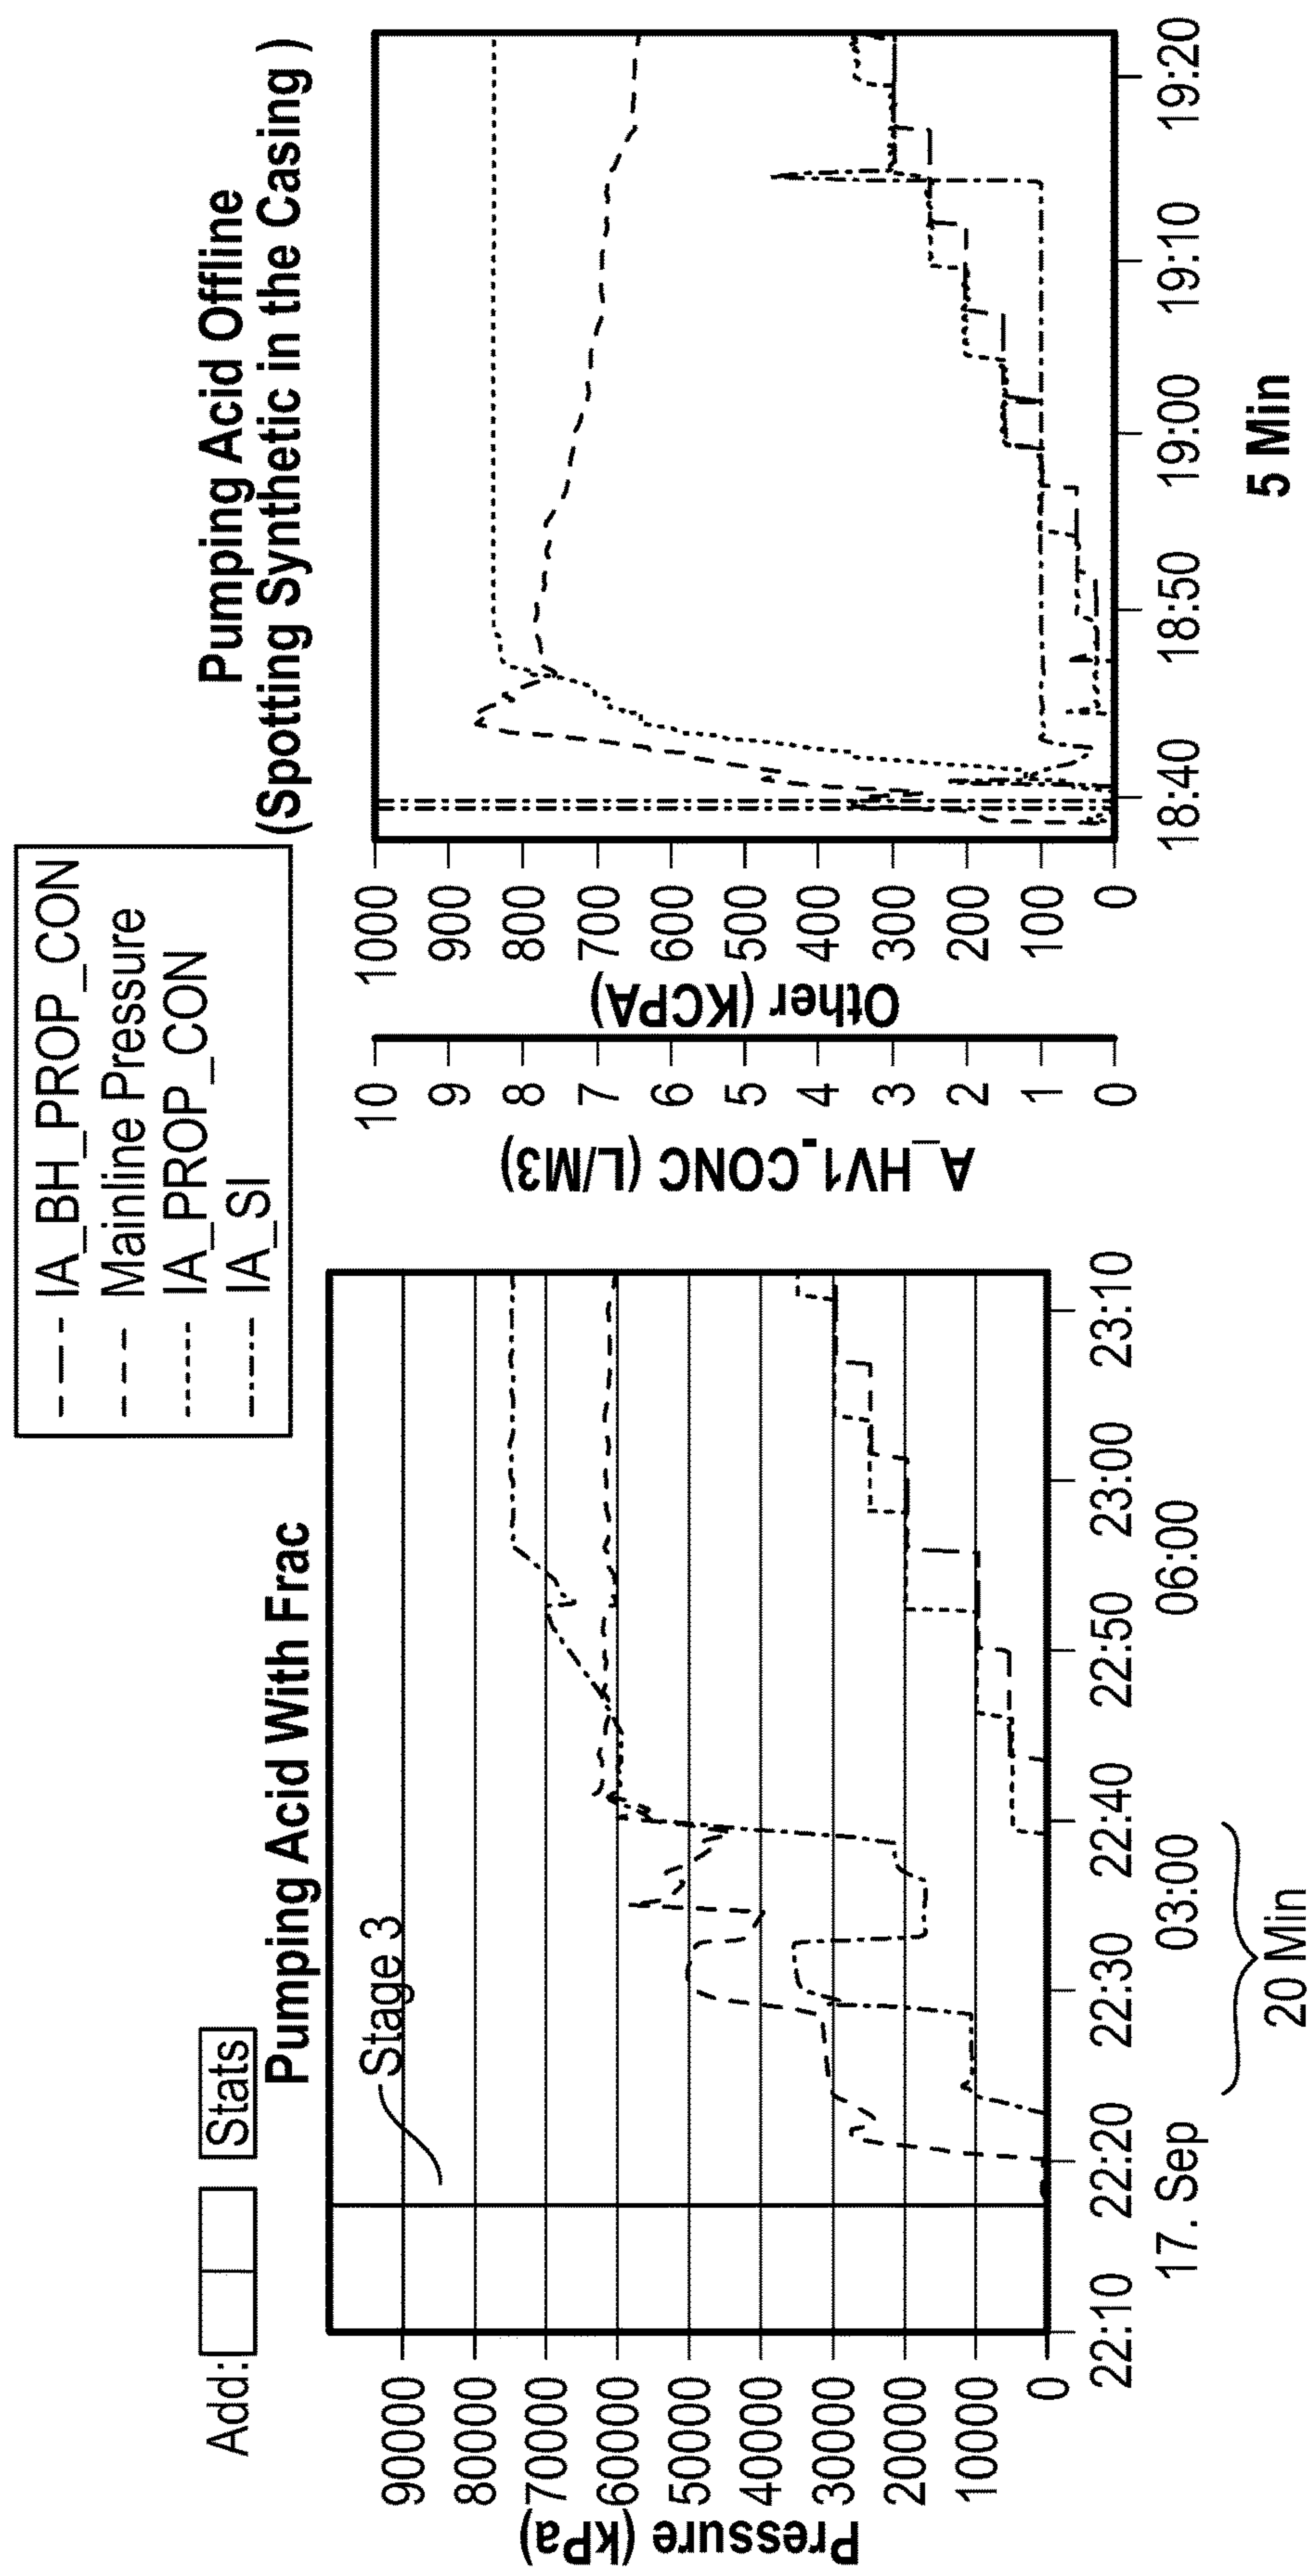 IA_BH_PROP_CON
Mainline Pressure
IA_PROP_CON
IA_SI
Add:
Stats
Pumping Acid With Frac
Stage 3
Pressure (kPa)
90000
80000
70000
60000
50000
40000
30000
20000
10000
0
22:10 22:20 22:30 22:40 22:50 23:00 23:10
17. Sep 03:00 06:00
20 Min
Pumping Acid Offline
(Spotting Synthetic in the Casing )
A_HV1_CONC (L/M3)
10
9
8
7
6
5
4
3
2
1
0
Other (KCPA)
1000
900
800
700
600
500
400
300
200
100
0
18:40 18:50 19:00 19:10 19:20
5 Min